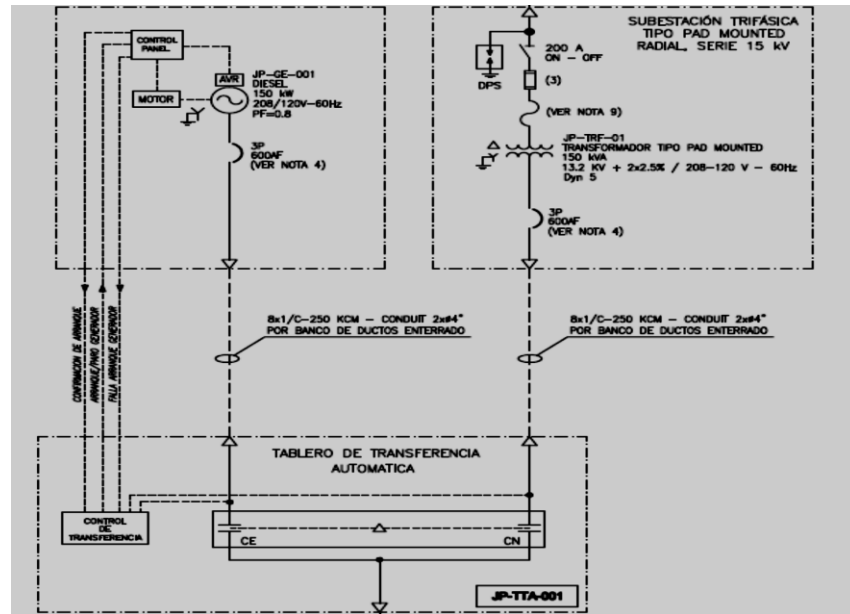 CONTROL
PANEL
AVR
MOTOR
JP-GE-001
DIESEL
150 kW
208/120V-60Hz
PF=0.8
3P
600AF
(VER NOTA 4)
SUBESTACIÓN TRIFÁSICA
TIPO PAD MOUNTED
RADIAL, SERIE 15 kV
200 A
ON - OFF
DPS
(3)
(VER NOTA 9)
JP-TRF-01
TRANSFORMADOR TIPO PAD MOUNTED
150 kVA
13.2 KV + 2x2.5% / 208-120 V - 60Hz
Dyn 5
3P
600AF
(VER NOTA 4)
CONFIRMACION DE ARRANQUE
ARRANQUE/PARO GENERADOR
FALLA ARRANQUE GENERADOR
8x1/C-250 KCM - CONDUIT 2xø4"
POR BANCO DE DUCTOS ENTERRADO
8x1/C-250 KCM - CONDUIT 2xø4"
POR BANCO DE DUCTOS ENTERRADO
TABLERO DE TRANSFERENCIA
AUTOMATICA
CONTROL
DE
TRANSFERENCIA
CE
CN
JP-TTA-001